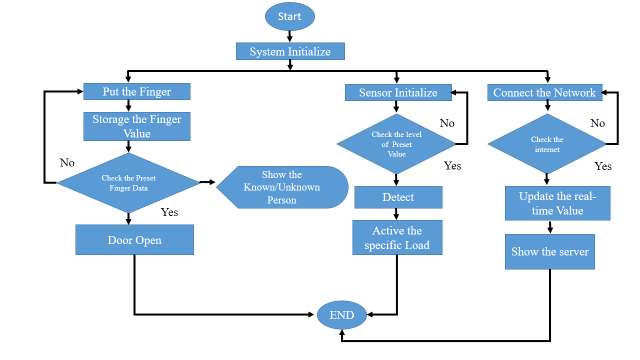 Start
System Initialize
Put the Finger
Storage the Finger
Value
No
Check the Preset
Finger Data
Yes
Door Open
Show the
Known/Unknown
Person
Sensor Initialize
No
Check the level
of Preset
Value
Yes
Detect
Active the
specific Load
Connect the Network
No
Check the
internet
Yes
Update the real-
time Value
Show the server
END